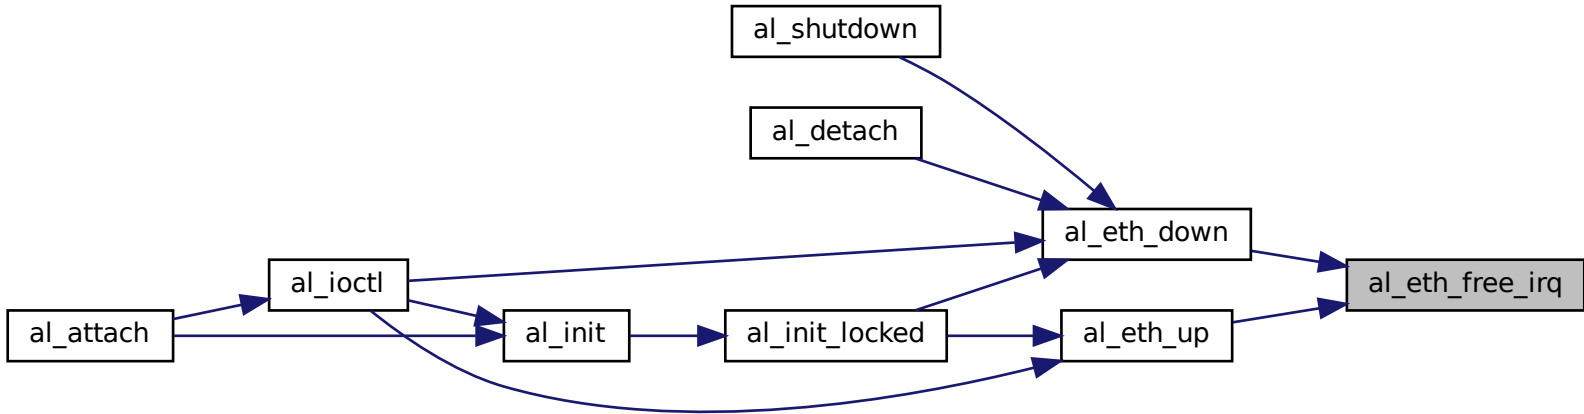 al_shutdown
al_detach
al_eth_down
al_ioctl
al_eth_free_irq
al_attach
al_init
al_init_locked
al_eth_up